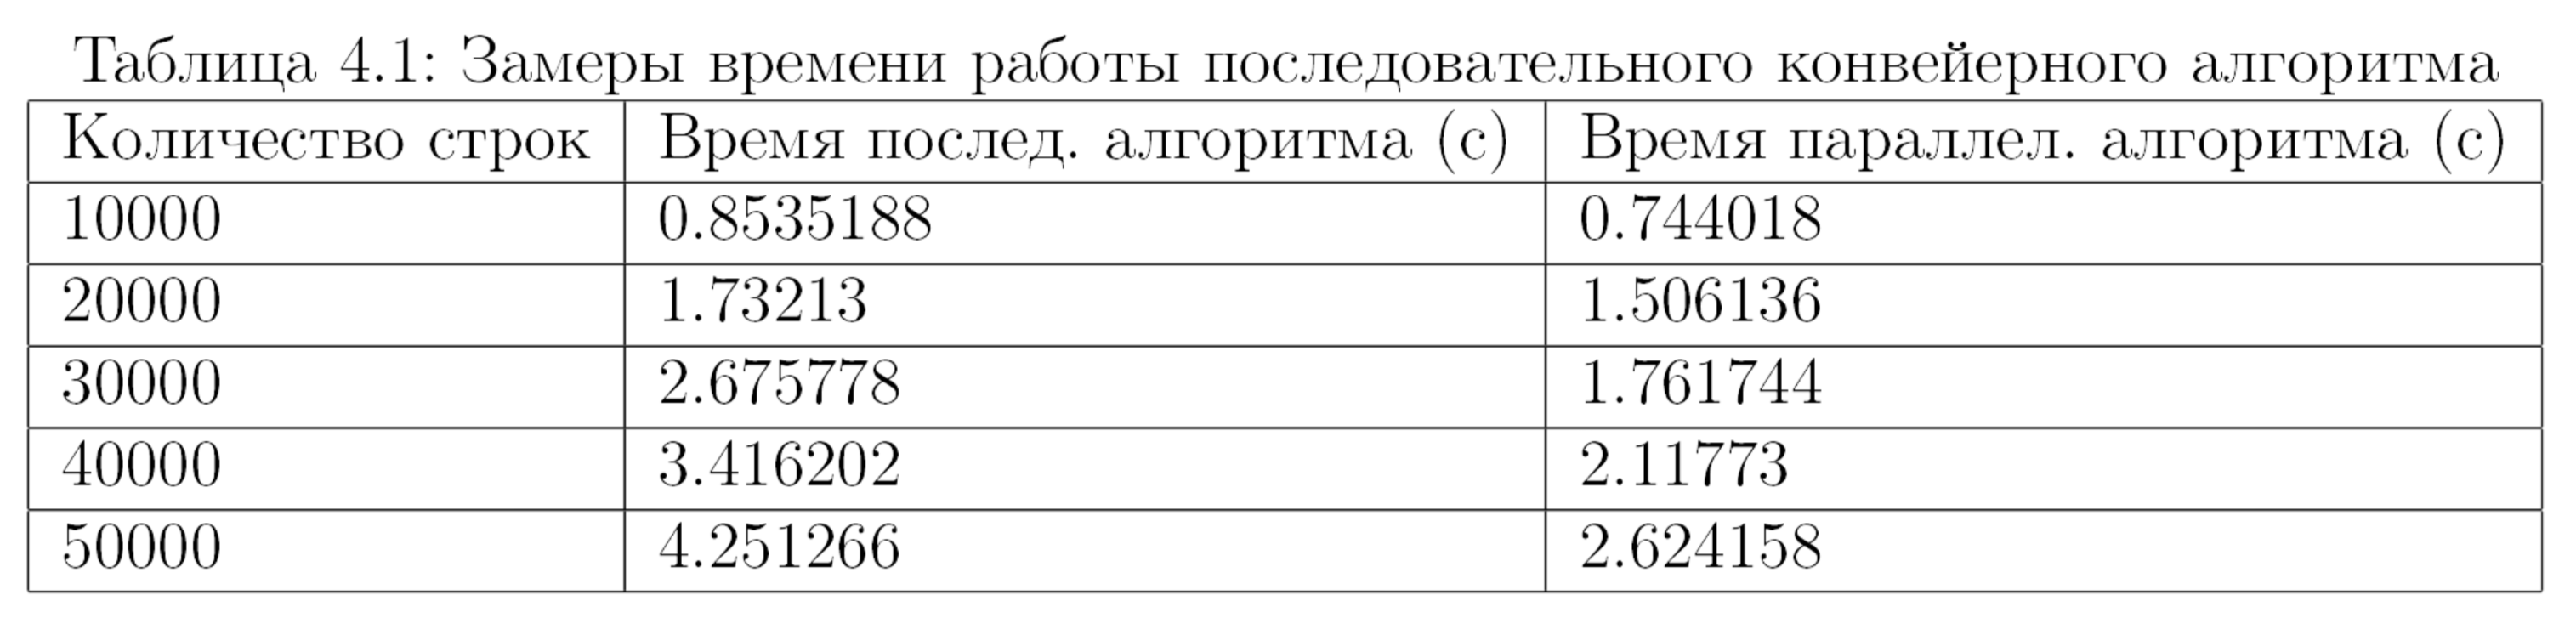 Таблица 4.1: Замеры времени работы последовательного конвейерного алгоритма
Количество строк Время послед. алгоритма (с) Время параллел. алгоритма (с)
10000 0.8535188 0.744018
20000 1.73213 1.506136
30000 2.675778 1.761744
40000 3.416202 2.11773
50000 4.251266 2.624158